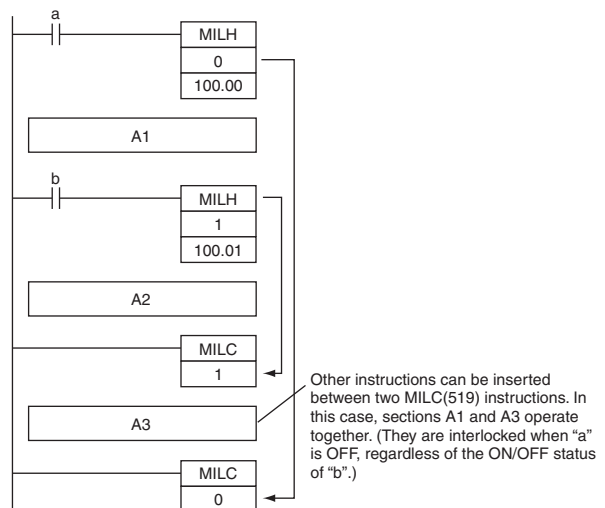 a
MILH
0
100.00
A1
b
MILH
1
100.01
A2
MILC
1
A3
Other instructions can be inserted
between two MILC(519) instructions. In
this case, sections A1 and A3 operate
together. (They are interlocked when “a”
is OFF, regardless of the ON/OFF status
of “b”.)
MILC
0